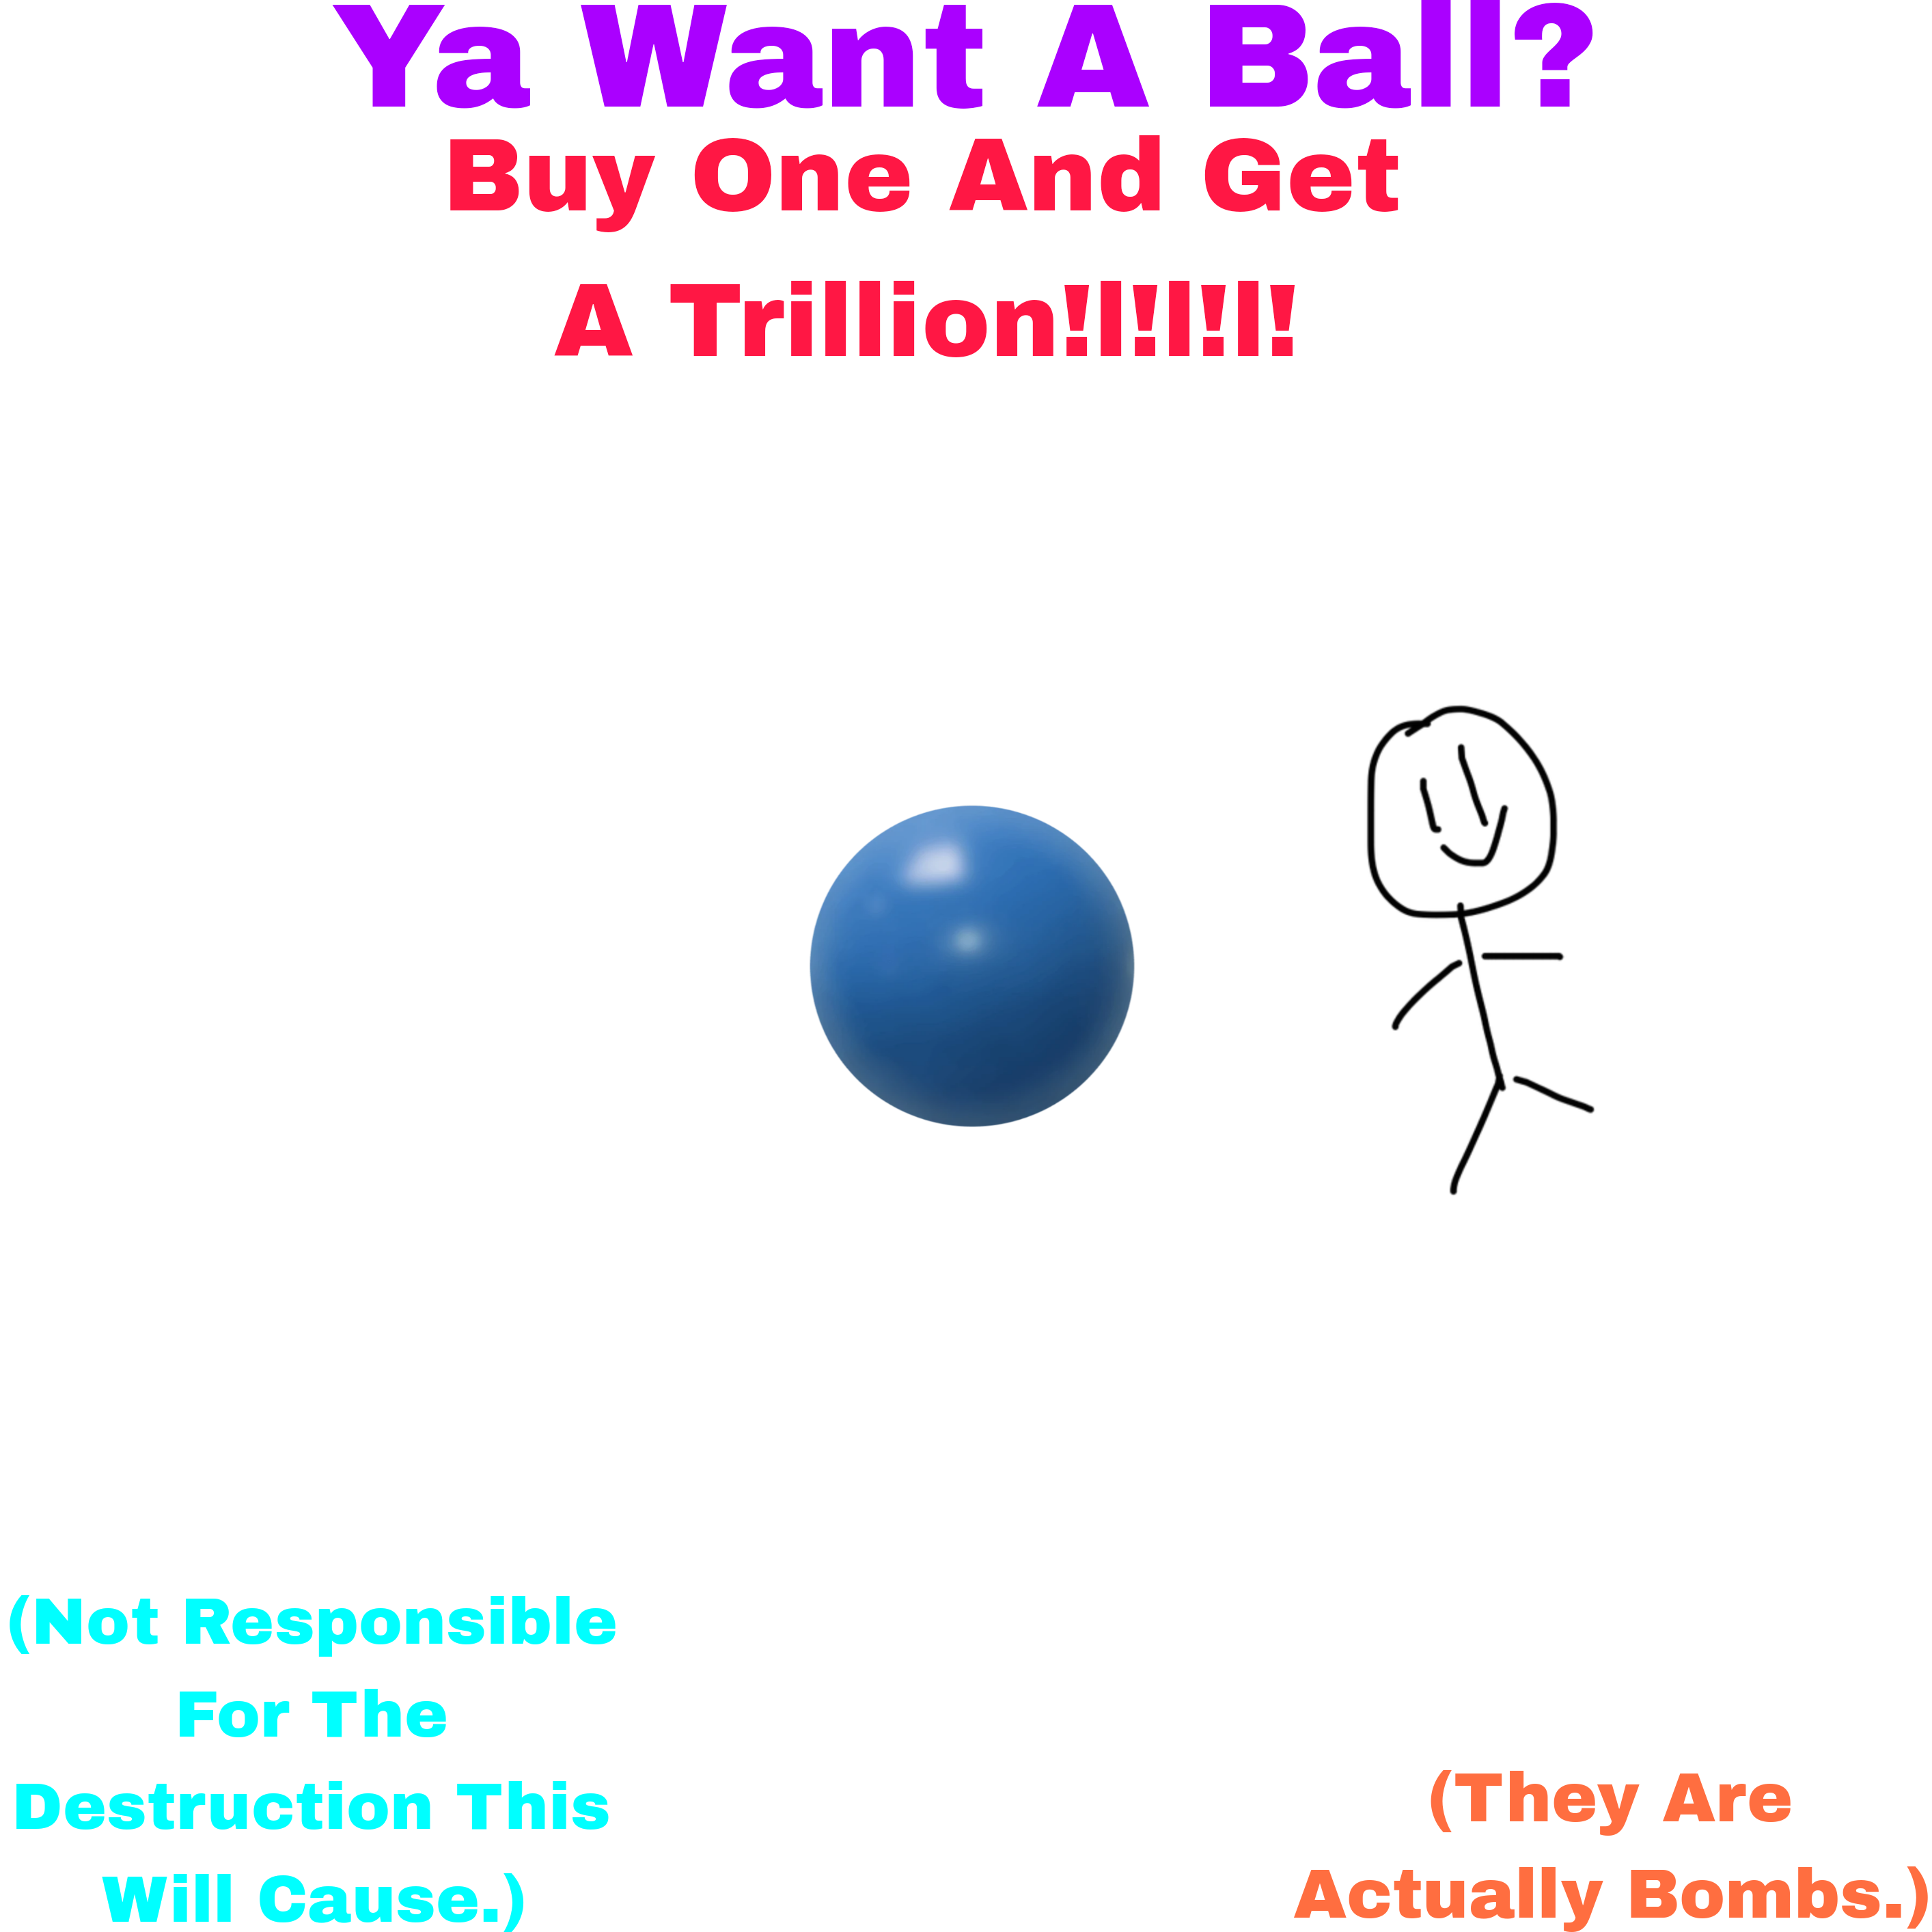 Ya Want A Ball?
Buy One And Get
A Trillion!l!l!l!
(Not Responsible
For The
Destruction This
Will Cause.)
(They Are
Actually Bombs.)